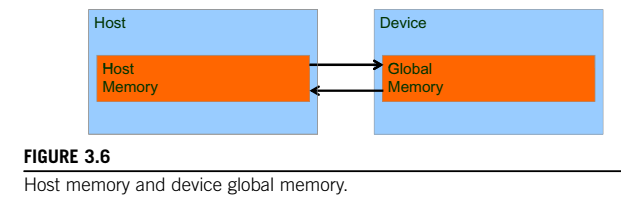 Host
Device
Host
Memory
Global
Memory
FIGURE 3.6
Host memory and device global memory.